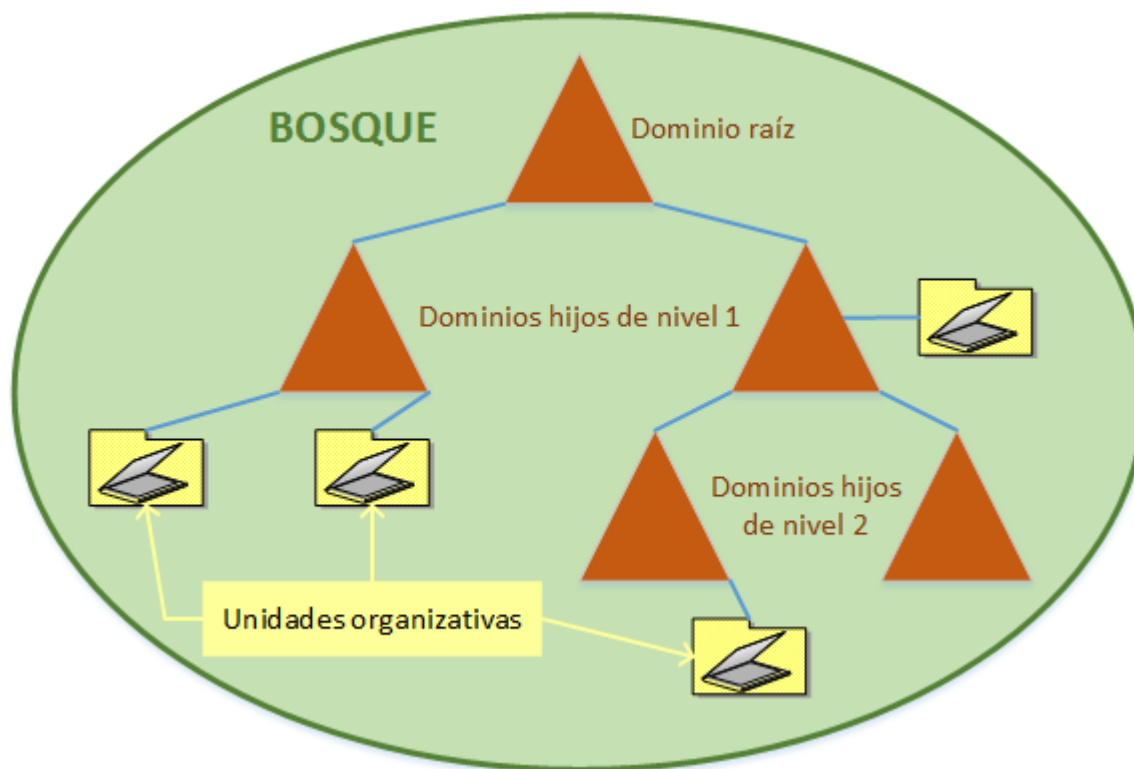 BOSQUE
Dominio raíz
Dominios hijos de nivel 1
Dominios hijos
de nivel 2
Unidades organizativas